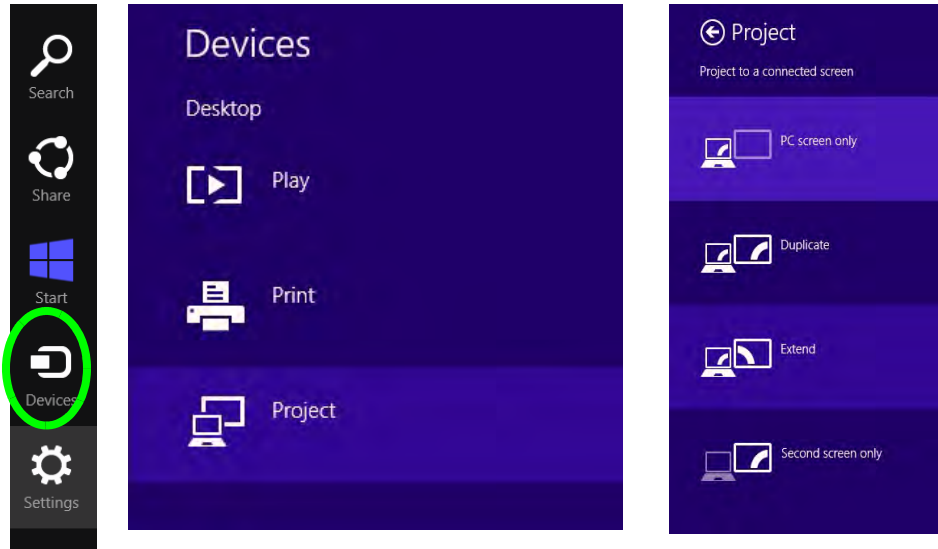 Search
Share
Start
Devices
Settings
Devices
Desktop
Play
Print
Project
Project
Project to a connected screen
PC screen only
Duplicate
Extend
Second screen only